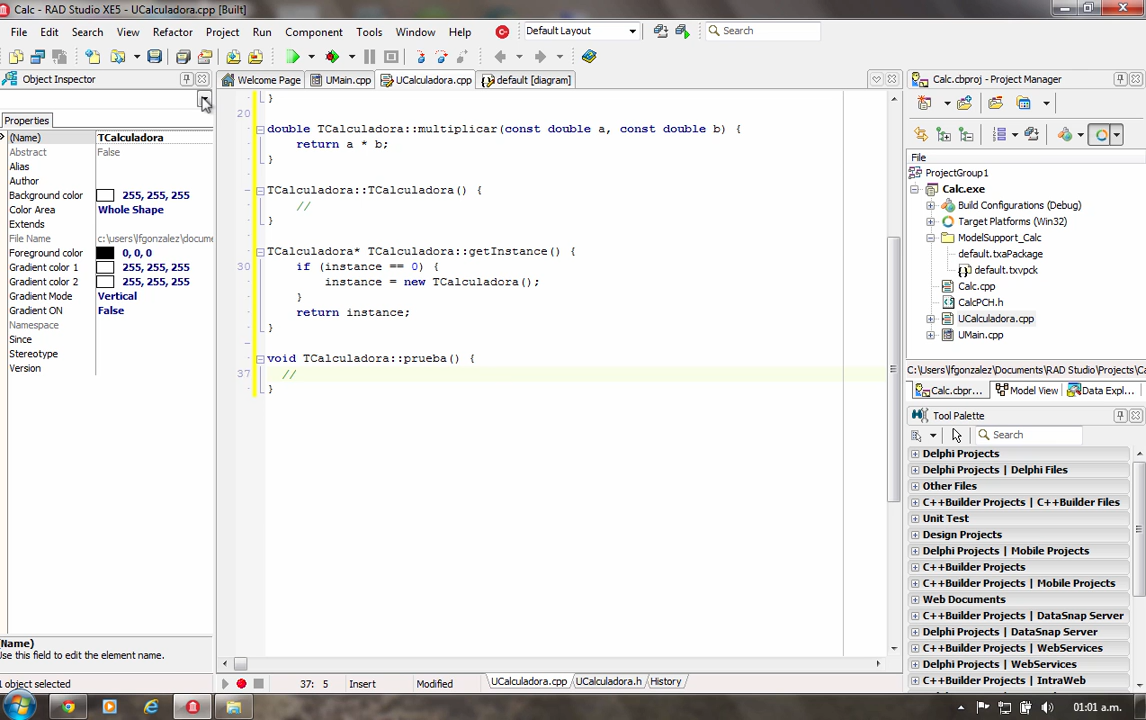 Calc - RAD Studio XE5 - UCalculadora.cpp [Built]
File Edit Search View Refactor Project Run Component Tools Window Help Default Layout Search
Object Inspector
Welcome Page UMain.cpp UCalculadora.cpp default [diagram]
Calc.cbproj - Project Manager
Properties
(Name) TCalculadora
Abstract False
Alias
Author
Background color 255, 255, 255
Color Area Whole Shape
Extends
File Name c:\users\lfgonzalez\docume
Foreground color 0, 0, 0
Gradient color 1 255, 255, 255
Gradient color 2 255, 255, 255
Gradient Mode Vertical
Gradient ON False
Namespace
Since
Stereotype
Version
(Name)
Use this field to edit the element name.
1 object selected
}
20
double TCalculadora::multiplicar(const double a, const double b) {
return a * b;
}
TCalculadora::TCalculadora() {
//
}
TCalculadora* TCalculadora::getInstance() {
30 if (instance == 0) {
instance = new TCalculadora();
}
return instance;
}
void TCalculadora::prueba() {
37 //
}
37: 5 Insert Modified UCalculadora.cpp UCalculadora.h History
File
ProjectGroup1
Calc.exe
Build Configurations (Debug)
Target Platforms (Win32)
ModelSupport_Calc
default.txaPackage
default.txvpck
Calc.cpp
CalcPCH.h
UCalculadora.cpp
UMain.cpp
C:\Users\lfgonzalez\Documents\RAD Studio\Projects\Ca
Calc.cbpr... Model View Data Expl...
Tool Palette
Search
Delphi Projects
Delphi Projects | Delphi Files
Other Files
C++Builder Projects | C++Builder Files
Unit Test
Design Projects
Delphi Projects | Mobile Projects
C++Builder Projects
C++Builder Projects | Mobile Projects
Web Documents
C++Builder Projects | DataSnap Server
Delphi Projects | DataSnap Server
C++Builder Projects | WebServices
Delphi Projects | WebServices
C++Builder Projects | IntraWeb
01:01 a.m.